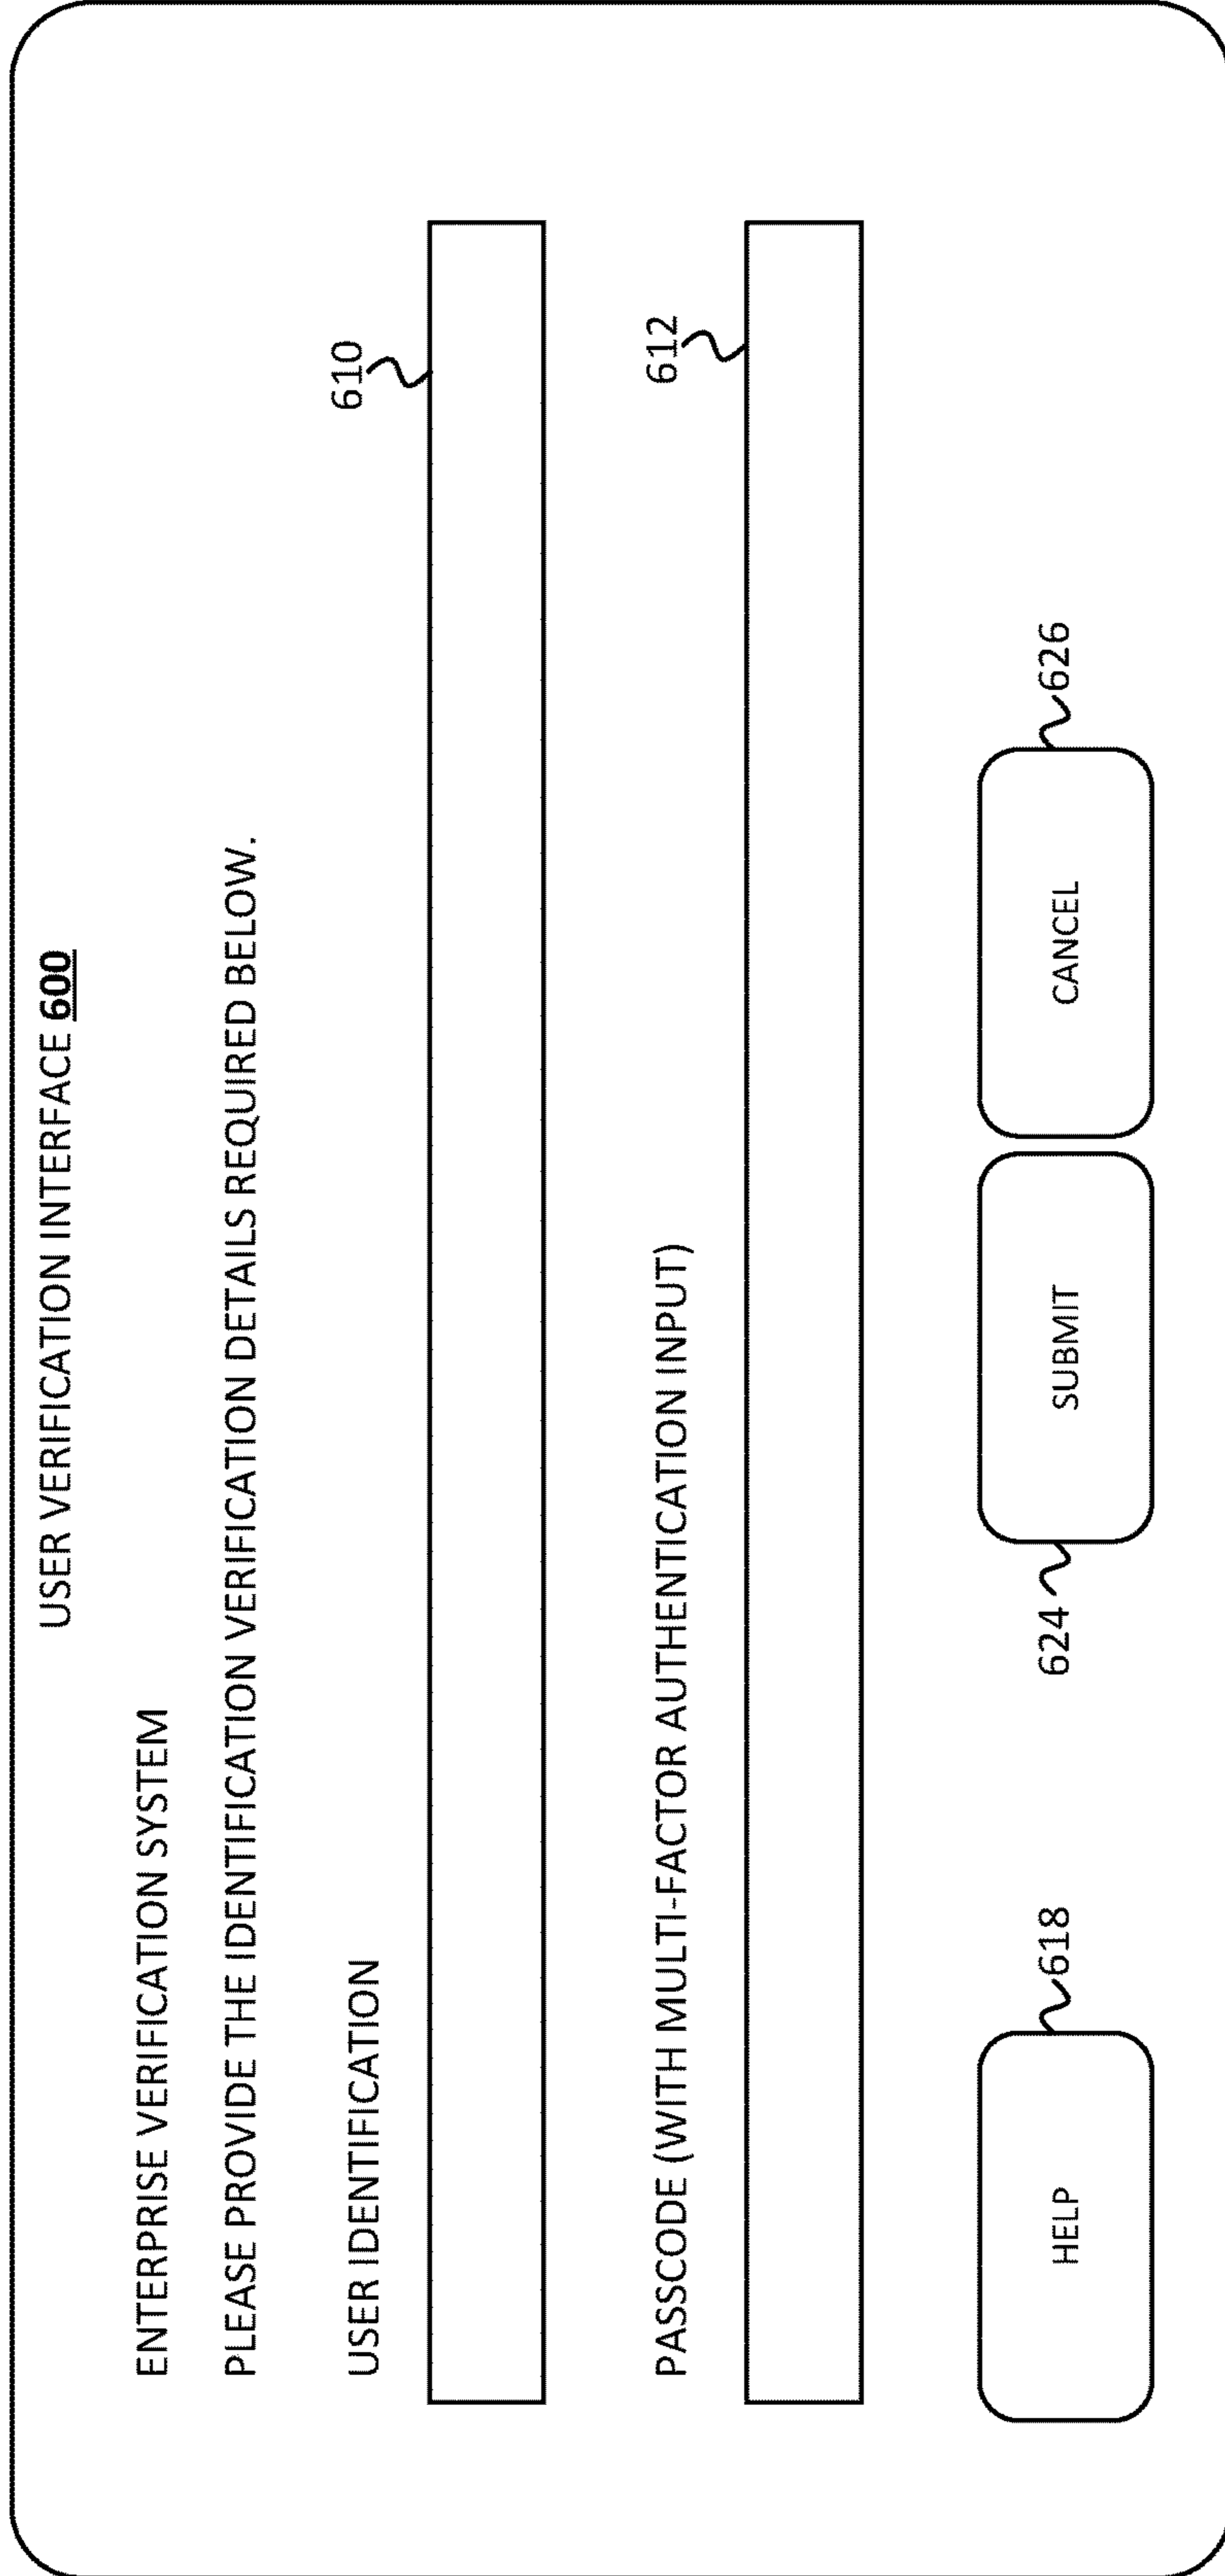 USER VERIFICATION INTERFACE 600
ENTERPRISE VERIFICATION SYSTEM
PLEASE PROVIDE THE IDENTIFICATION VERIFICATION DETAILS REQUIRED BELOW.
USER IDENTIFICATION
610
PASSCODE (WITH MULTI-FACTOR AUTHENTICATION INPUT)
612
HELP 618 624 SUBMIT CANCEL 626